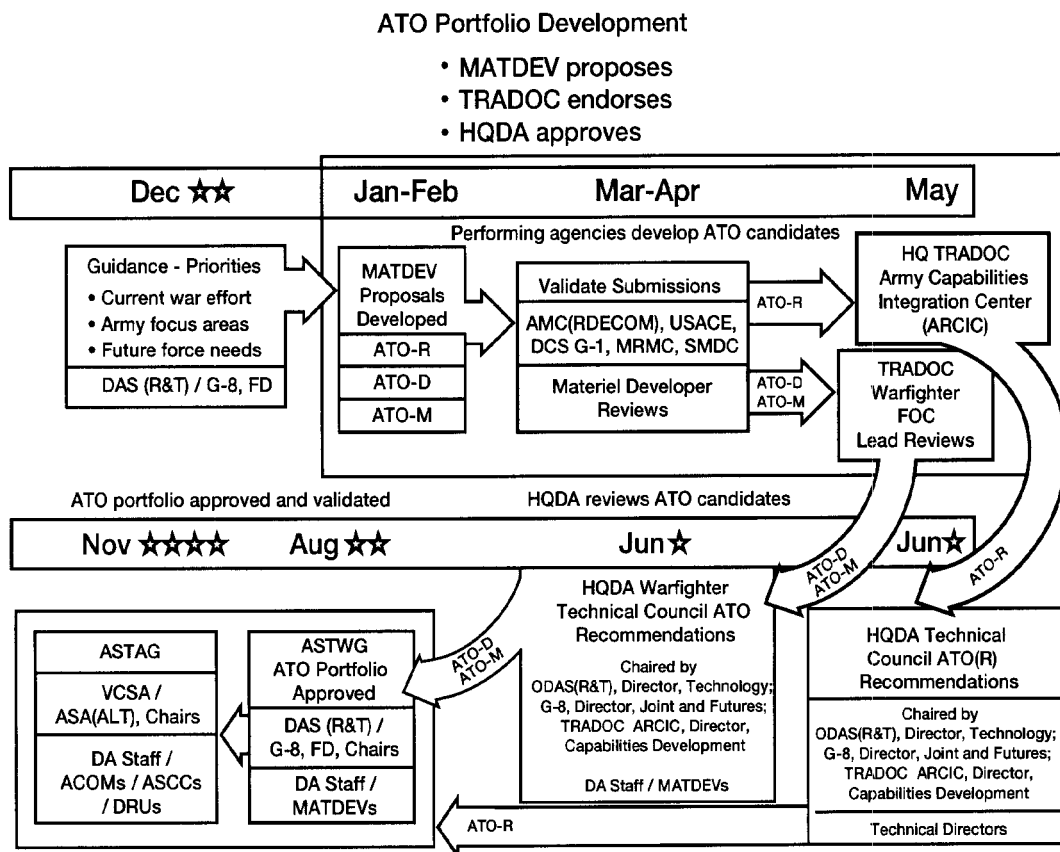 ATO Portfolio Development
• MATDEV proposes
• TRADOC endorses
• HQDA approves
Dec ☆☆
Jan-Feb
Mar-Apr
May
Performing agencies develop ATO candidates
Guidance - Priorities
• Current war effort
• Army focus areas
• Future force needs
DAS (R&T) / G-8, FD
MATDEV
Proposals
Developed
ATO-R
ATO-D
ATO-M
Validate Submissions
AMC(RDECOM), USACE,
DCS G-1, MRMC, SMDC
Materiel Developer
Reviews
ATO-R
ATO-D
ATO-M
HQ TRADOC
Army Capabilities
Integration Center
(ARCIC)
TRADOC
Warfighter
FOC
Lead Reviews
ATO portfolio approved and validated
HQDA reviews ATO candidates
Nov ☆☆☆☆
Aug ☆☆
Jun ☆
Jun ☆
ATO-D
ATO-M
ATO-R
ASTAG
VCSA /
ASA(ALT), Chairs
DA Staff /
ACOMs / ASCCs
/ DRUs
ASTWG
ATO Portfolio
Approved
DAS (R&T) /
G-8, FD, Chairs
DA Staff /
MATDEVs
ATO-D
ATO-M
HQDA Warfighter
Technical Council ATO
Recommendations
Chaired by
ODAS(R&T), Director, Technology;
G-8, Director, Joint and Futures;
TRADOC ARCIC, Director,
Capabilities Development
DA Staff / MATDEVs
HQDA Technical
Council ATO(R)
Recommendations
Chaired by
ODAS(R&T), Director, Technology;
G-8, Director, Joint and Futures;
TRADOC ARCIC, Director,
Capabilities Development
Technical Directors
ATO-R